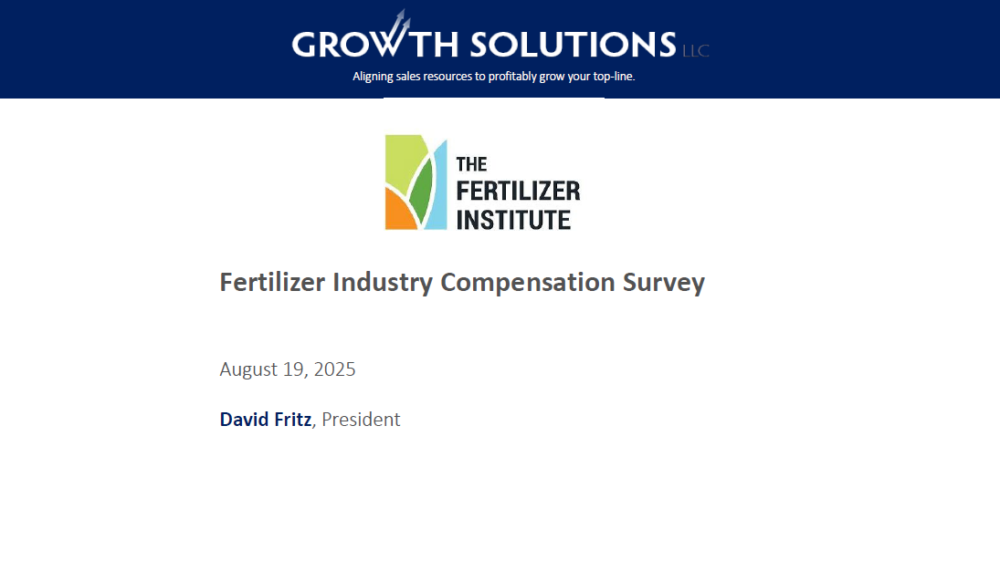 GROWTH SOLUTIONS LLC
Aligning sales resources to profitably grow your top-line.
THE
FERTILIZER
INSTITUTE
Fertilizer Industry Compensation Survey
August 19, 2025
David Fritz, President